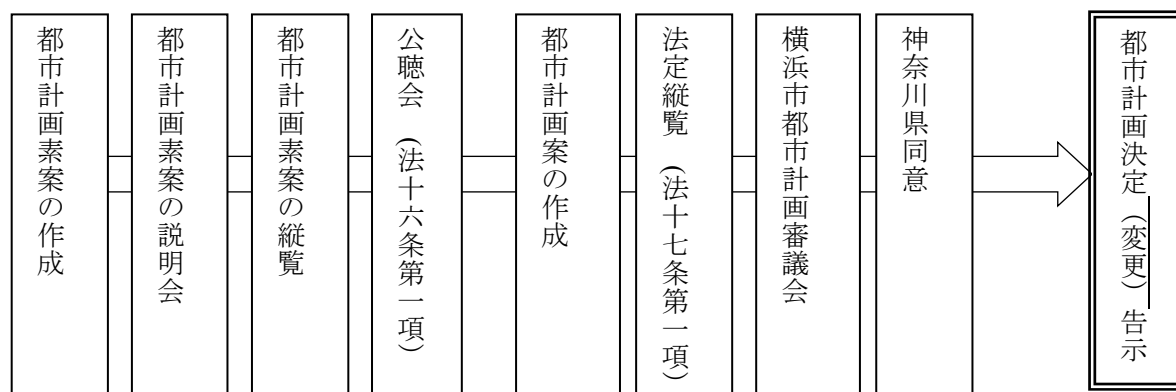 都市計画素案の作成
都市計画素案の説明会
都市計画素案の縦覧
公聴会 (法十六条第一項)
都市計画案の作成
法定縦覧 (法十七条第一項)
横浜市都市計画審議会
神奈川県同意
都市計画決定(変更)告示